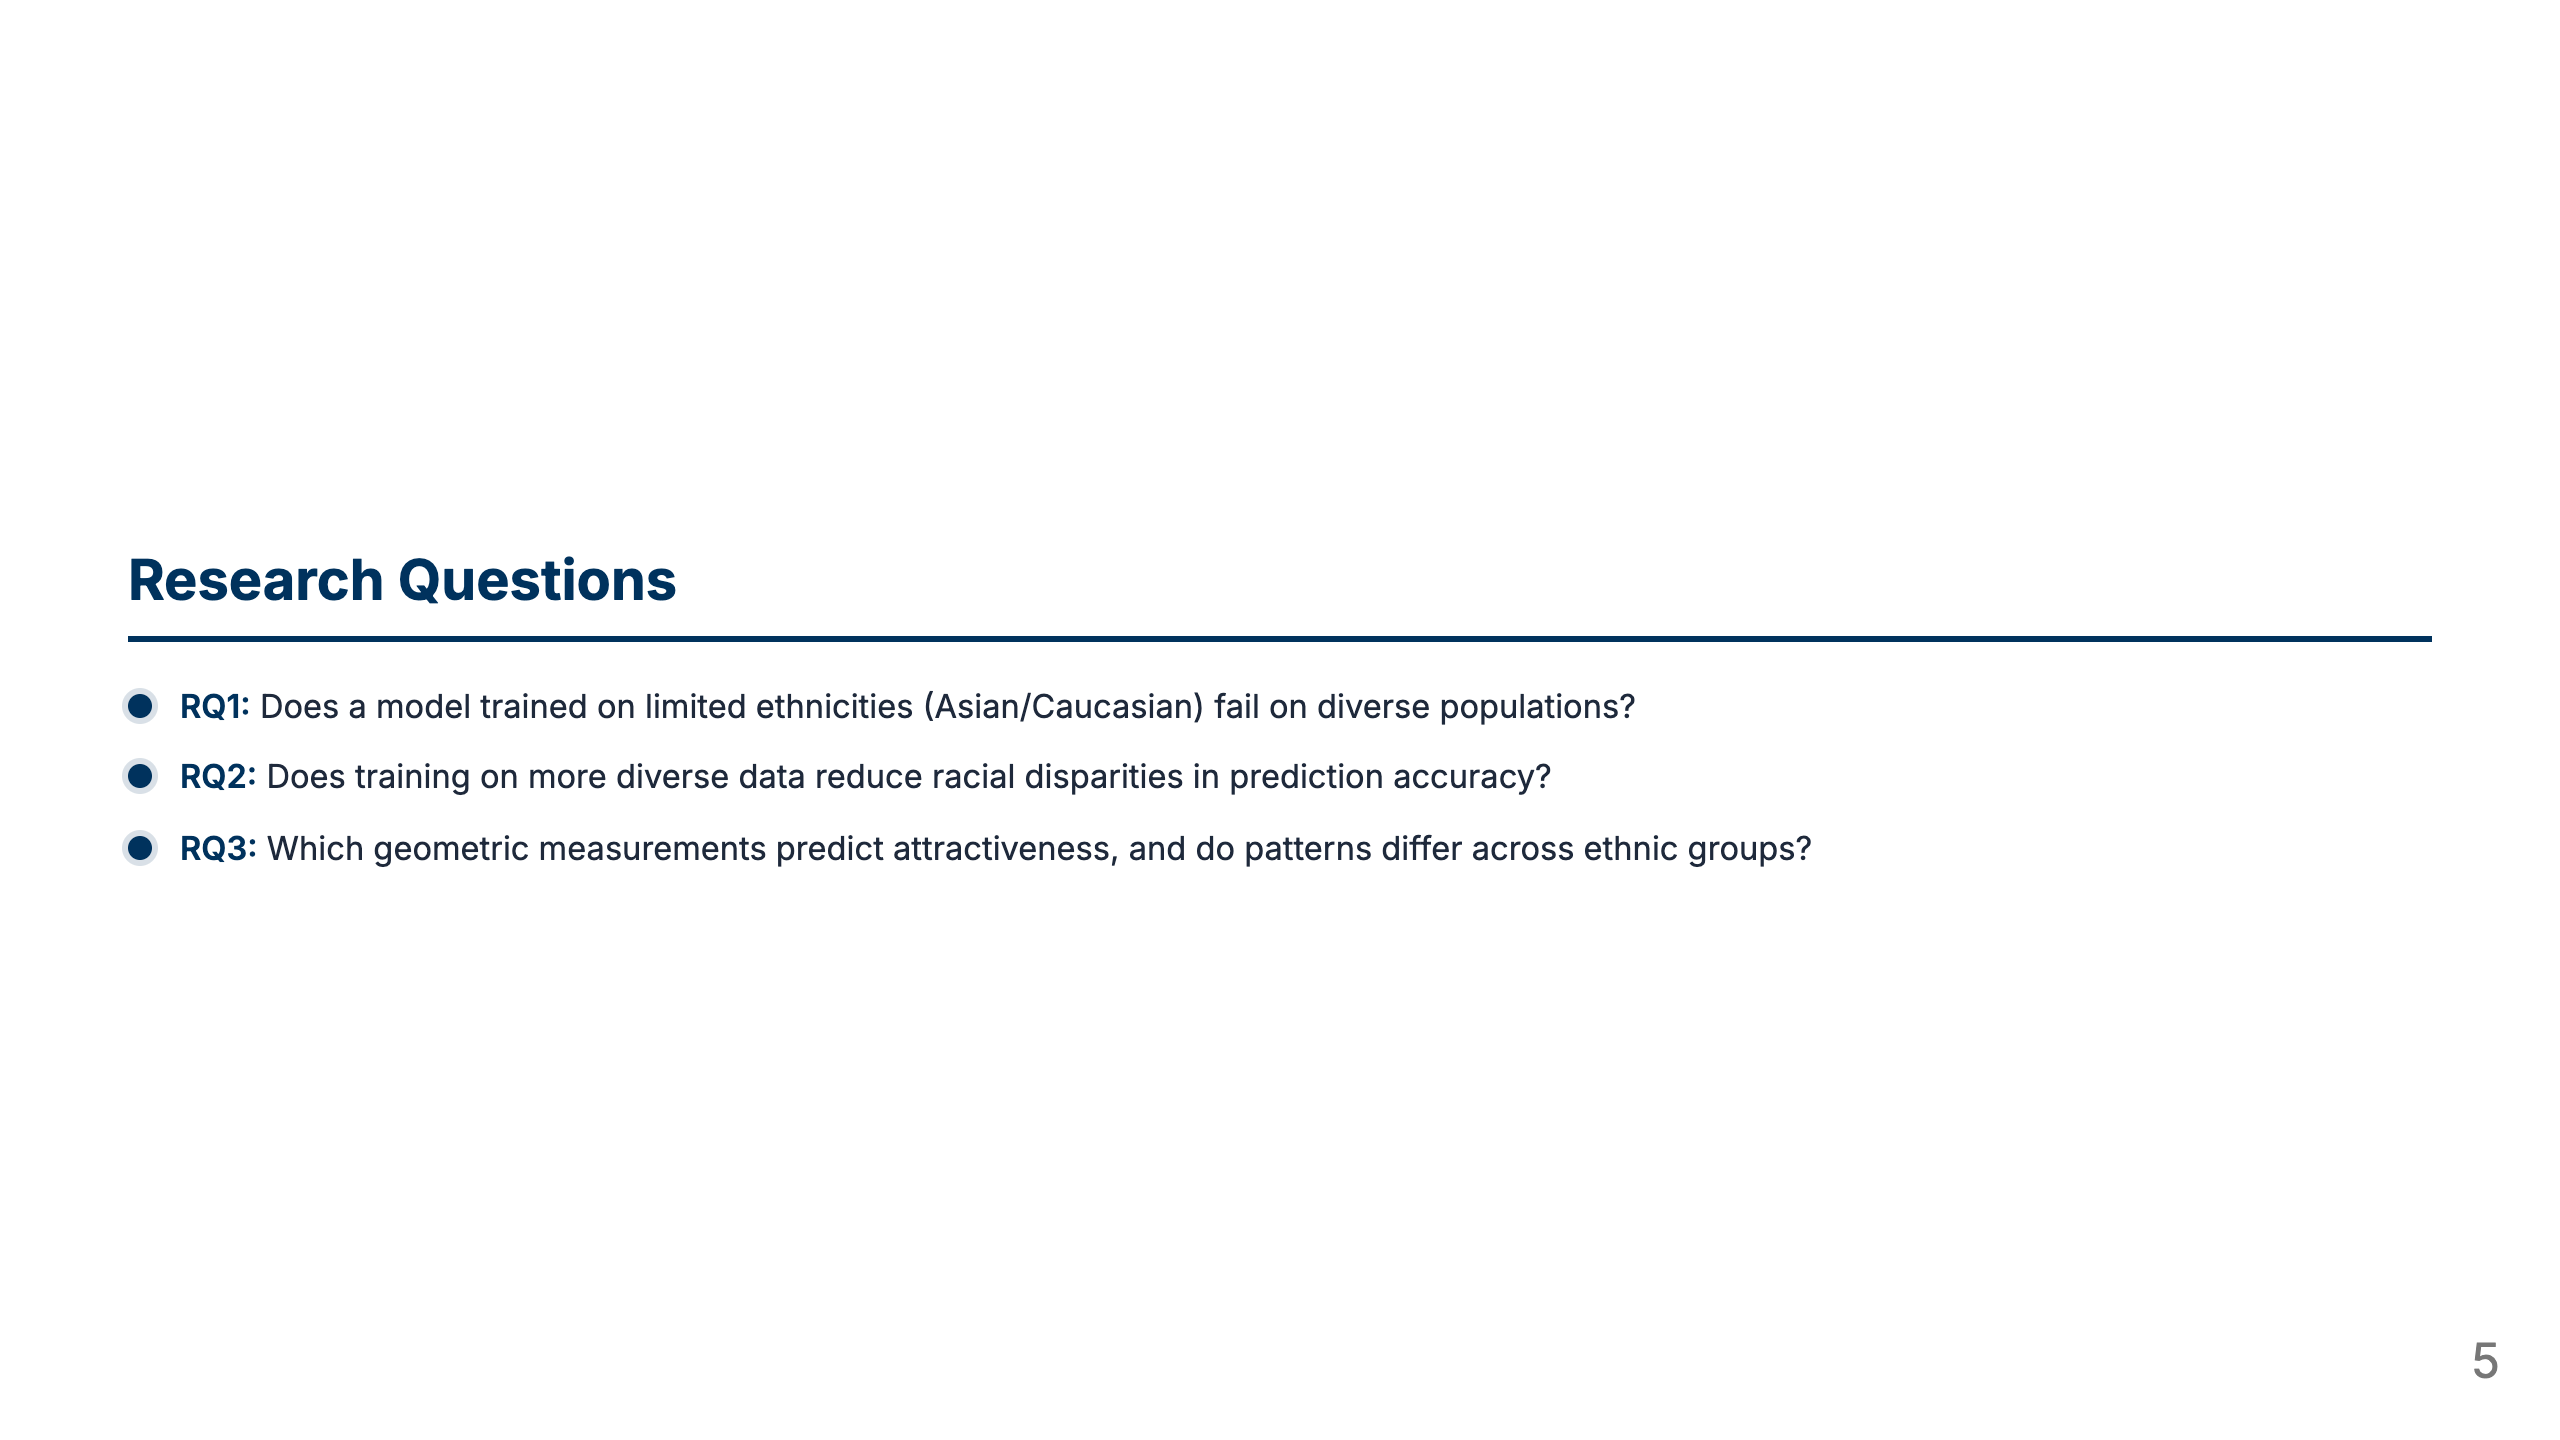 Research Questions
RQ1: Does a model trained on limited ethnicities (Asian/Caucasian) fail on diverse populations?
RQ2: Does training on more diverse data reduce racial disparities in prediction accuracy?
RQ3: Which geometric measurements predict attractiveness, and do patterns differ across ethnic groups?
5